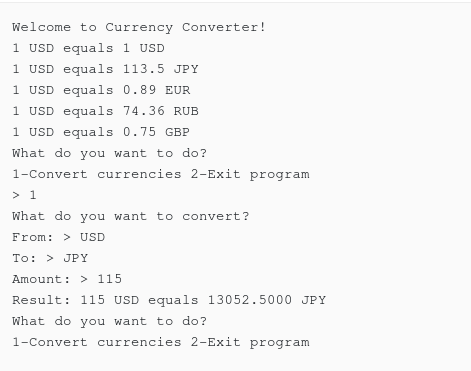 Welcome to Currency Converter!
1 USD equals 1 USD
1 USD equals 113.5 JPY
1 USD equals 0.89 EUR
1 USD equals 74.36 RUB
1 USD equals 0.75 GBP
What do you want to do?
1-Convert currencies 2-Exit program
> 1
What do you want to convert?
From: > USD
To: > JPY
Amount: > 115
Result: 115 USD equals 13052.5000 JPY
What do you want to do?
1-Convert currencies 2-Exit program